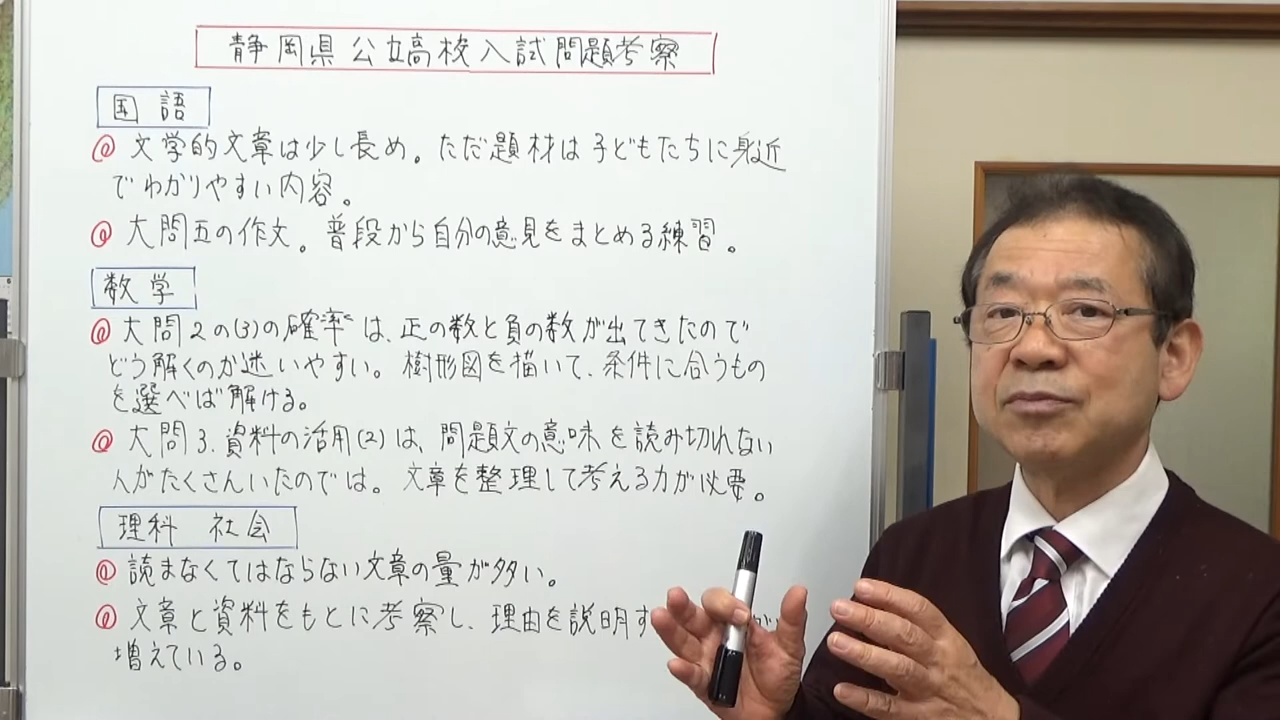 静岡県公立高校入試問題考察
国語
@ 文学的文章は少し長め。ただ題材は子どもたちに身近
でわかりやすい内容。
@ 大問五の作文。普段から自分の意見をまとめる練習。
数学
@ 大問2の(3)の確率は、正の数と負の数が出てきたので
どう解くのか迷いやすい。樹形図を描いて、条件に合うもの
を選べば解ける。
@ 大問3.資料の活用(2)は、問題文の意味を読み切れない
人がたくさんいたのでは。文章を整理して考える力が必要。
理科 社会
@ 読まなくてはならない文章の量が多い。
@ 文章と資料をもとに考察し、理由を説明す
増えている。